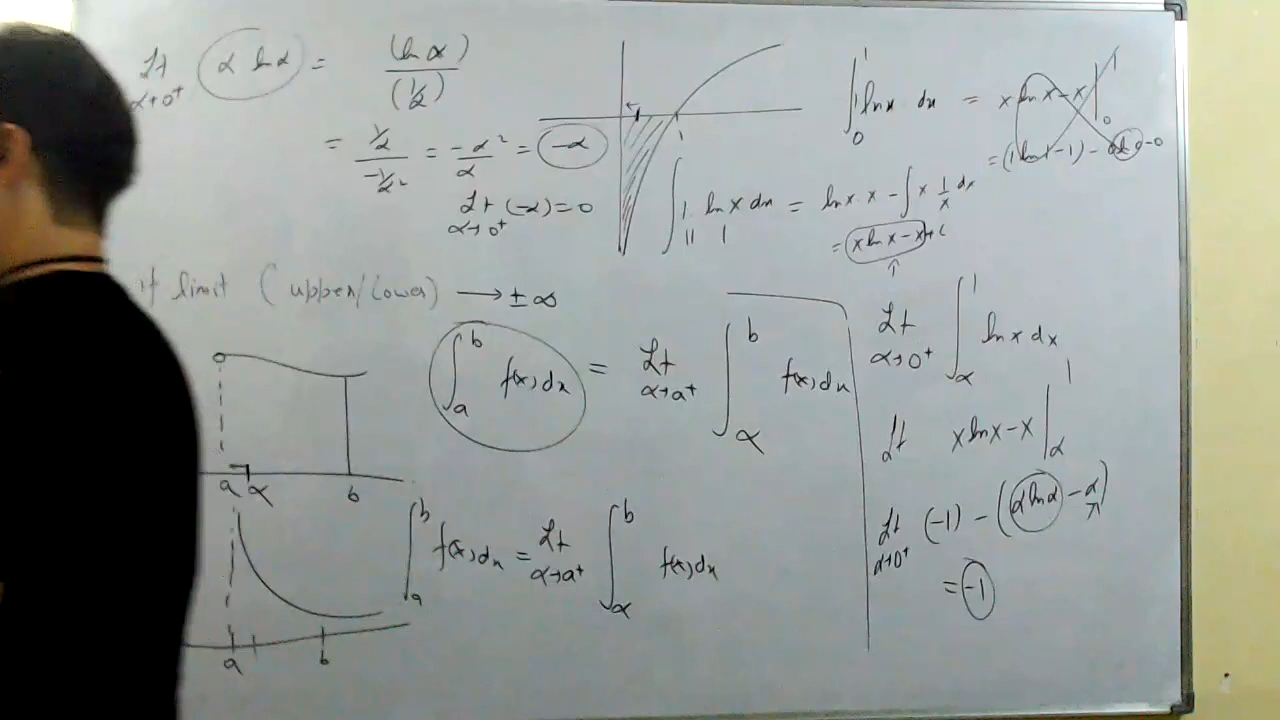 Lt α→0⁺ α ln α = (ln α) / (1/α)
= (1/α) / (-1/α²) = -α²/α = -α
Lt α→0⁺ (-α) = 0
1
∫₀¹ ln x dx = x ln x - x |₀¹
= (1 ln 1 - 1) - 0
∫ 1 ln x dx = ln x · x - ∫ x 1/x dx
II I
= x ln x - x + c
if limit (upper/lower) → ± ∞
∫ₐᵇ f(x) dx = Lt α→a⁺ ∫_α^b f(x) dx
a α b
∫ₐᵇ f(x) dx = Lt α→a⁺ ∫_α^b f(x) dx
a b
Lt α→0⁺ ∫_α^1 ln x dx
Lt x ln x - x |_α^1
Lt α→0⁺ (-1) - (α ln α - α)
= -1